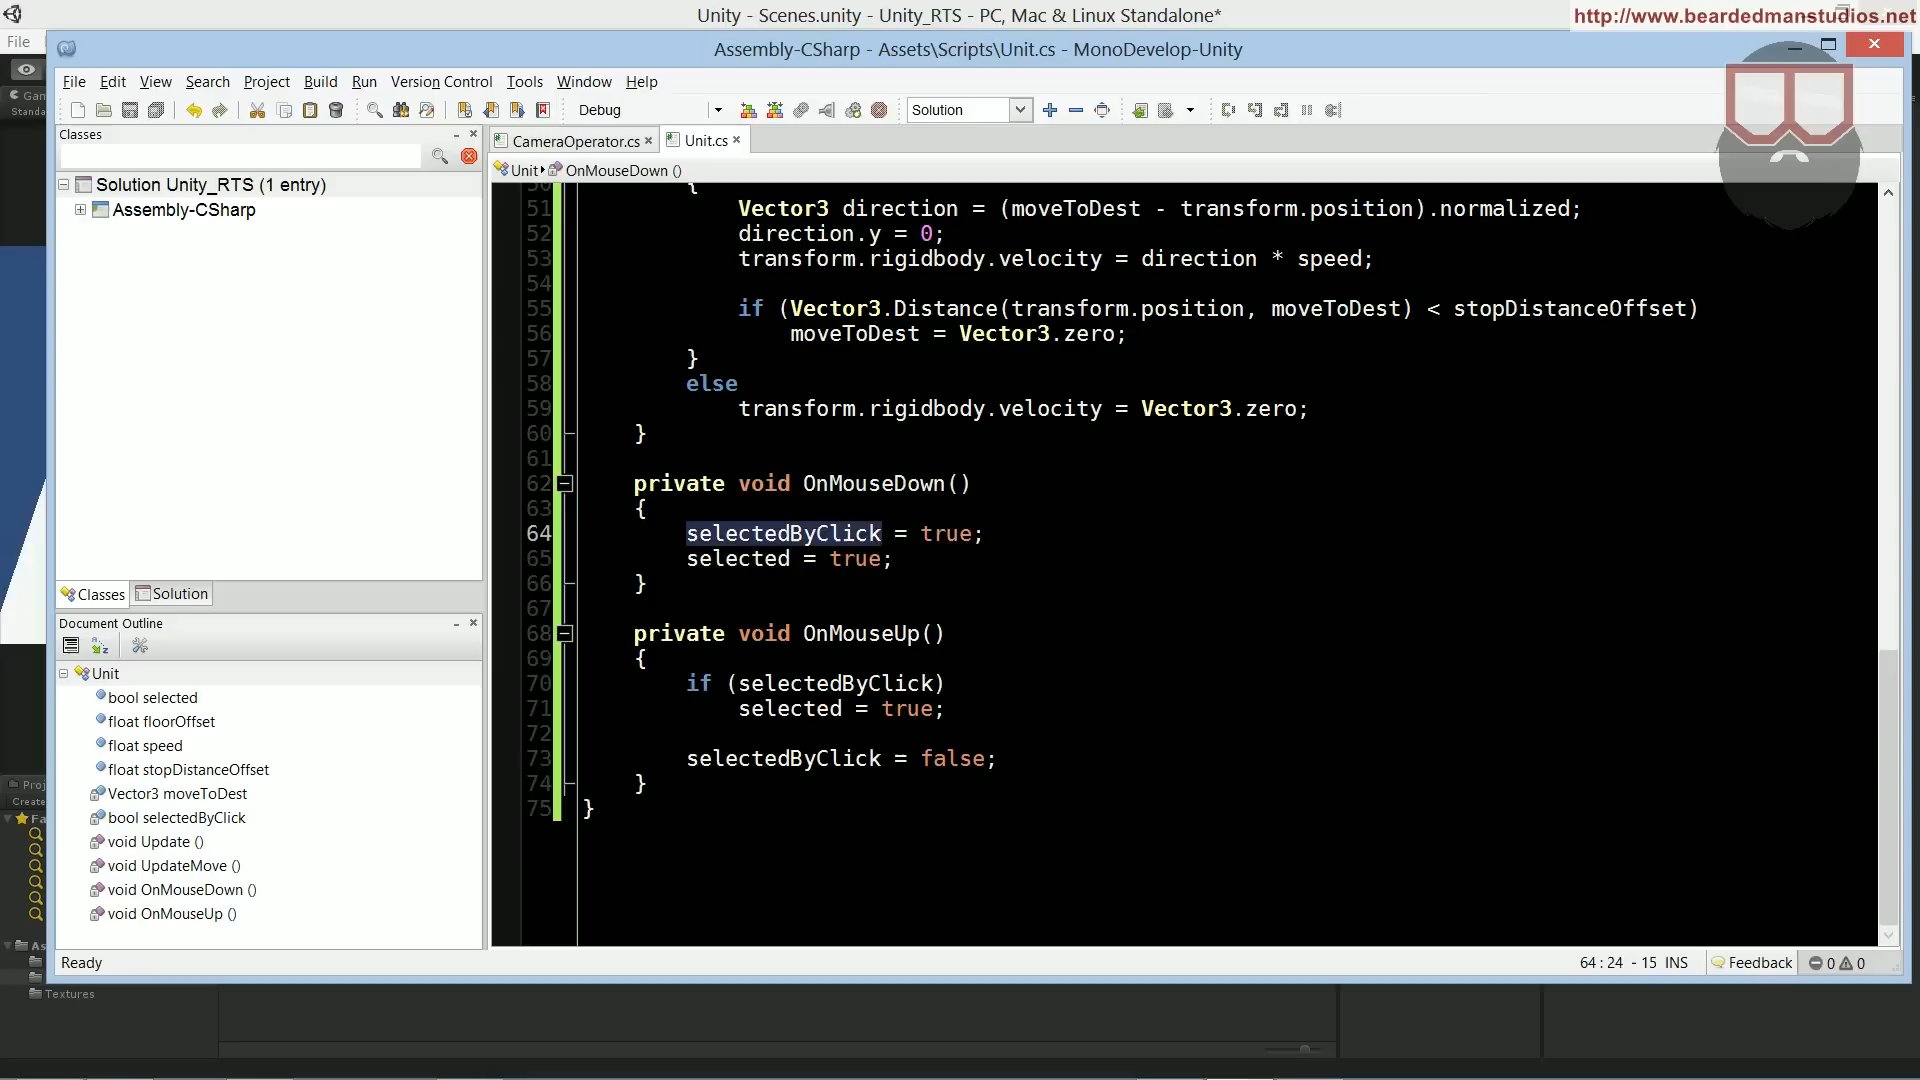 Unity - Scenes.unity - Unity_RTS - PC, Mac & Linux Standalone*
http://www.beardedmanstudios.net
File
Assembly-CSharp - Assets\Scripts\Unit.cs - MonoDevelop-Unity
File Edit View Search Project Build Run Version Control Tools Window Help
Gam
Standa
Debug
Solution
Classes
CameraOperator.cs
Unit.cs
Unit
OnMouseDown ()
Solution Unity_RTS (1 entry)
Assembly-CSharp
50 {
51 Vector3 direction = (moveToDest - transform.position).normalized;
52 direction.y = 0;
53 transform.rigidbody.velocity = direction * speed;
54
55 if (Vector3.Distance(transform.position, moveToDest) < stopDistanceOffset)
56 moveToDest = Vector3.zero;
57 }
58 else
59 transform.rigidbody.velocity = Vector3.zero;
60 }
61
62 private void OnMouseDown()
63 {
64 selectedByClick = true;
65 selected = true;
66 }
67
68 private void OnMouseUp()
69 {
70 if (selectedByClick)
71 selected = true;
72
73 selectedByClick = false;
74 }
75 }
Classes
Solution
Document Outline
Unit
bool selected
float floorOffset
float speed
float stopDistanceOffset
Vector3 moveToDest
bool selectedByClick
void Update ()
void UpdateMove ()
void OnMouseDown ()
void OnMouseUp ()
Proj
Create
Fa
As
Ready
64 : 24 - 15 INS
Feedback
0
0
Textures